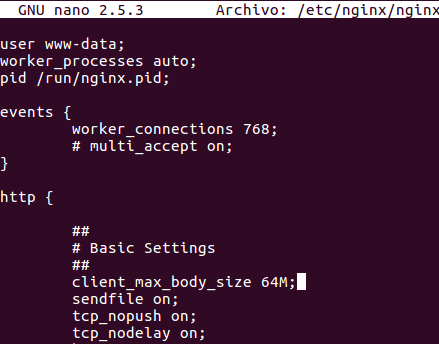 GNU nano 2.5.3 Archivo: /etc/nginx/nginx
user www-data;
worker_processes auto;
pid /run/nginx.pid;
events {
worker_connections 768;
# multi_accept on;
}
http {
##
# Basic Settings
##
client_max_body_size 64M;
sendfile on;
tcp_nopush on;
tcp_nodelay on;